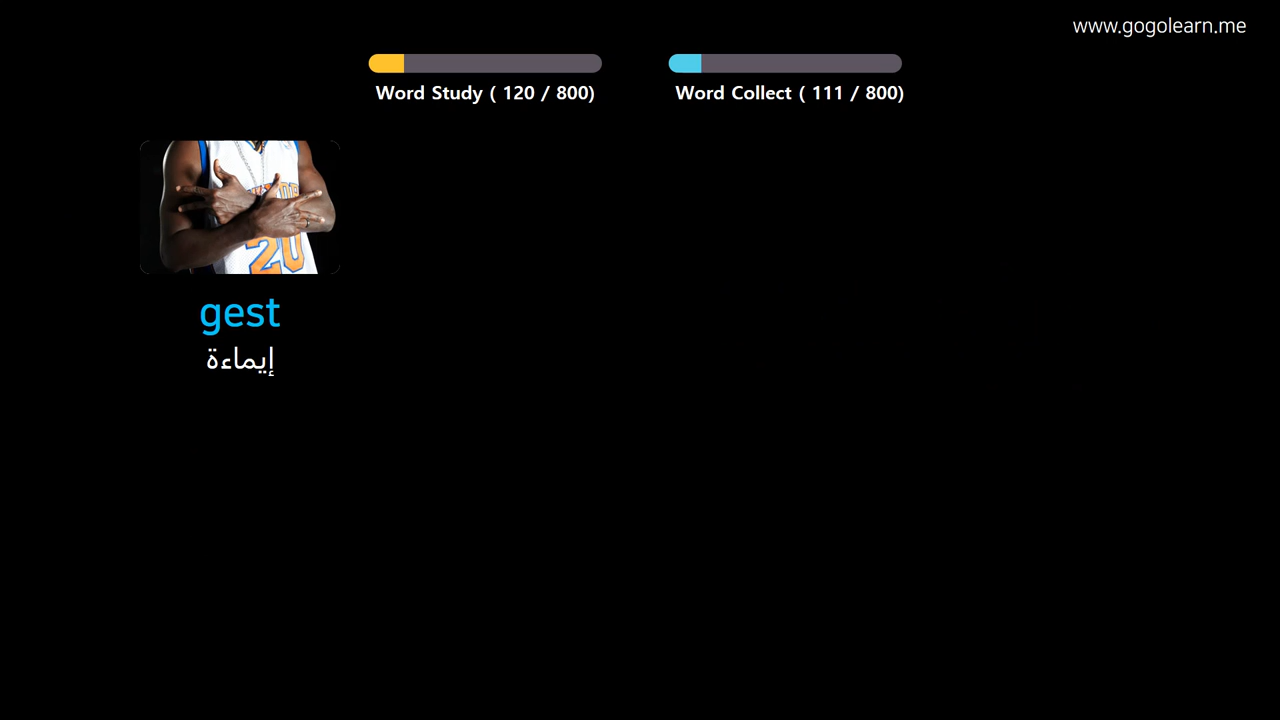 www.gogolearn.me
Word Study ( 120 / 800)
Word Collect ( 111 / 800)
20
gest
إيماءة